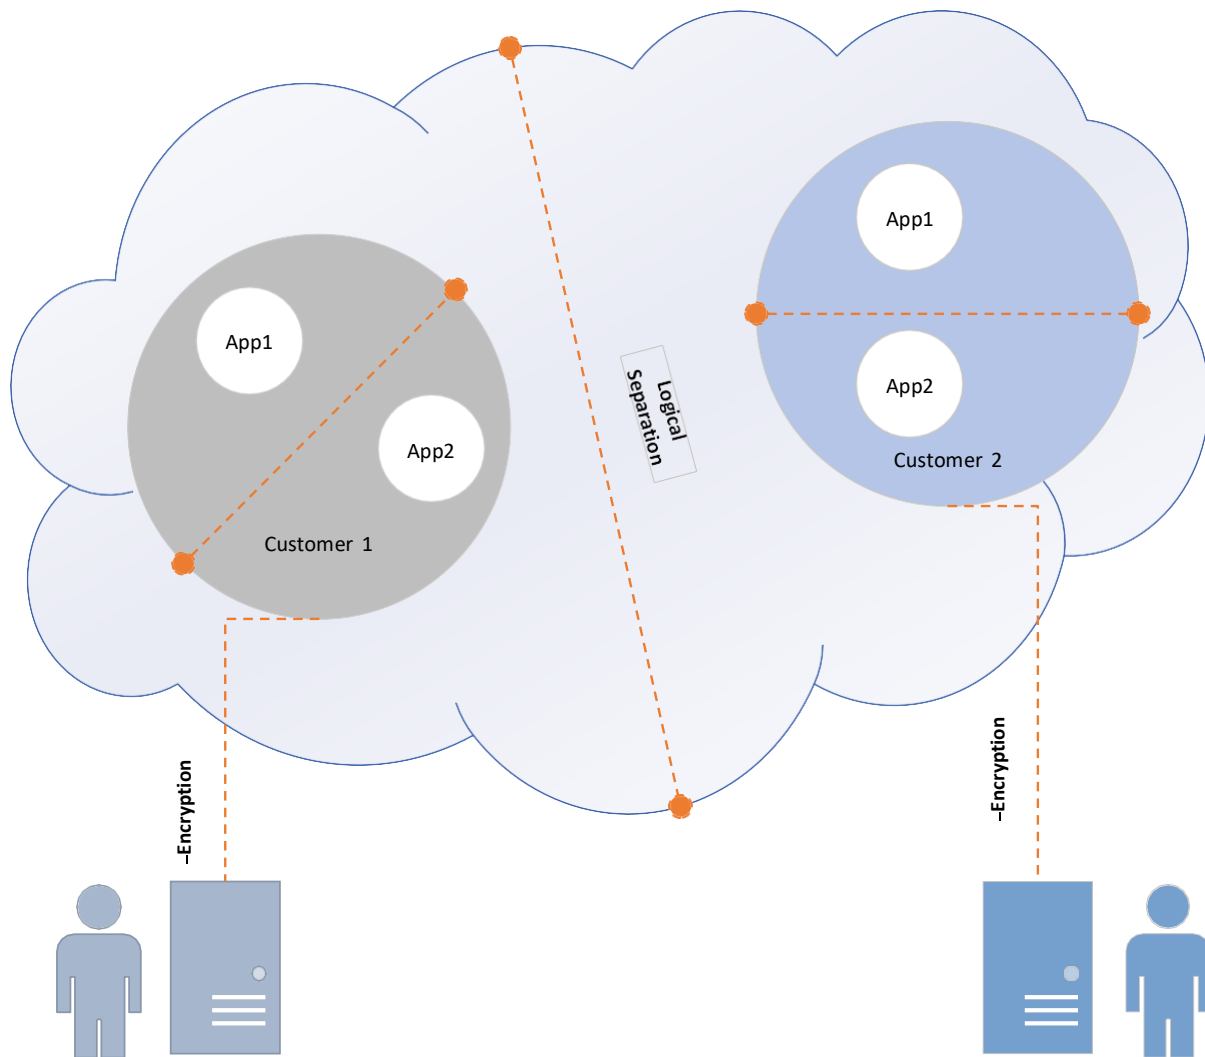 App1
App2
Customer 1
Logical
Separation
App1
App2
Customer 2
–Encryption
–Encryption